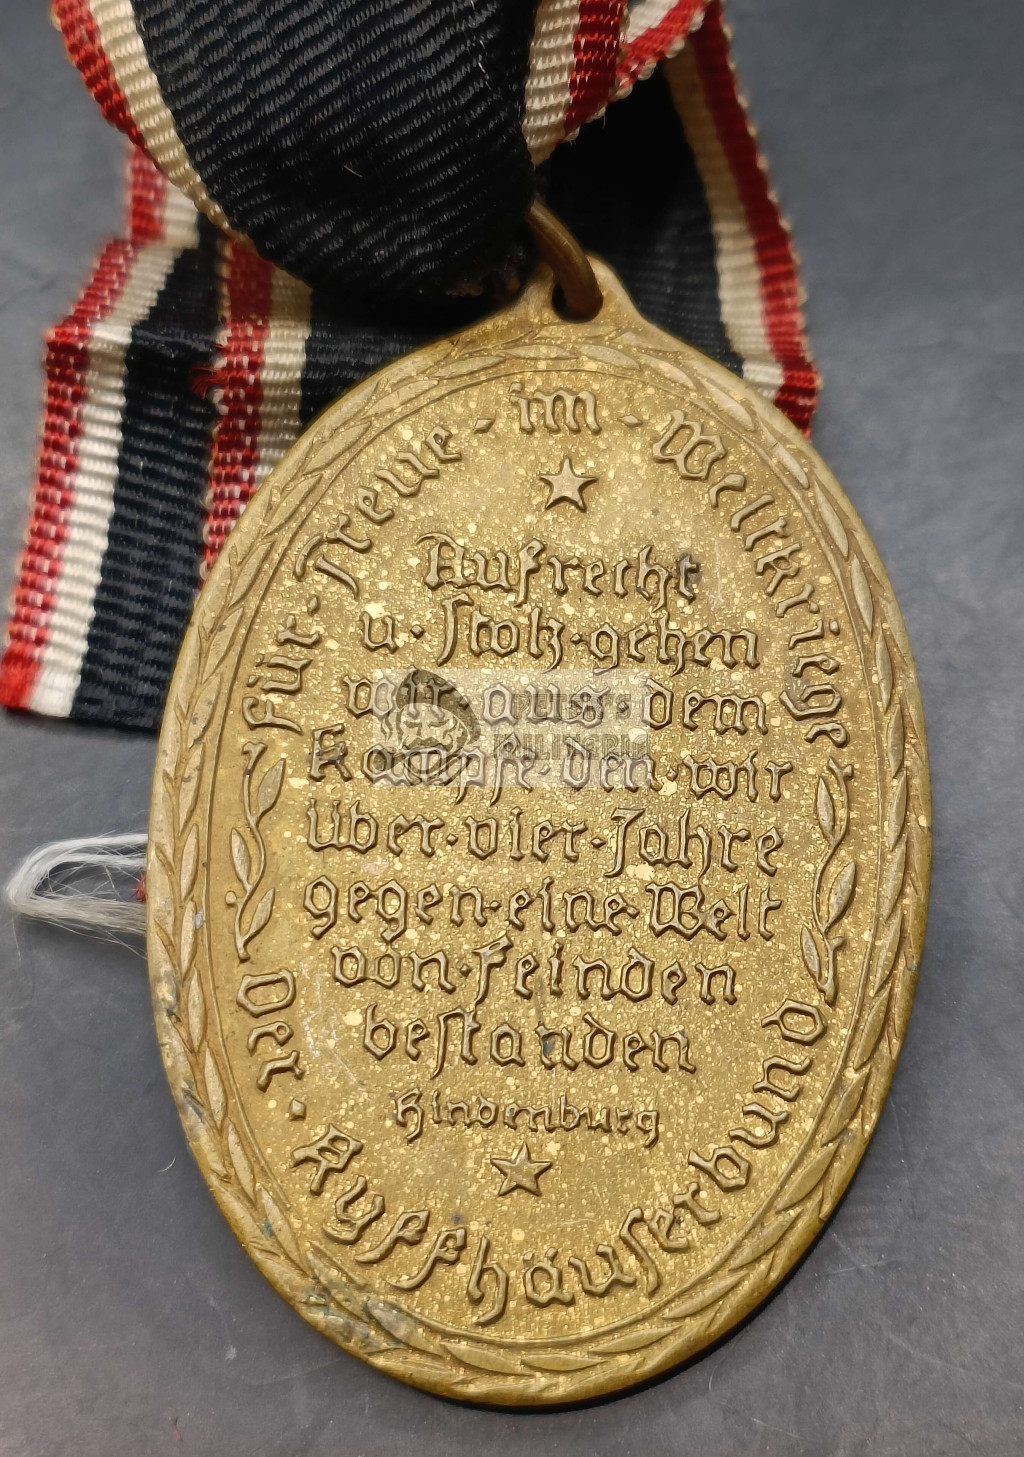 Für · Treue - im - Weltkriege
Aufrecht
u · ſtolz · gehen
wir · aus · dem
Kampfe · den · wir
über · vier · Jahre
gegen · eine · Welt
von · Feinden
beſtanden
Hindenburg
Der · Kyffhäuſerbund
MILITARIA